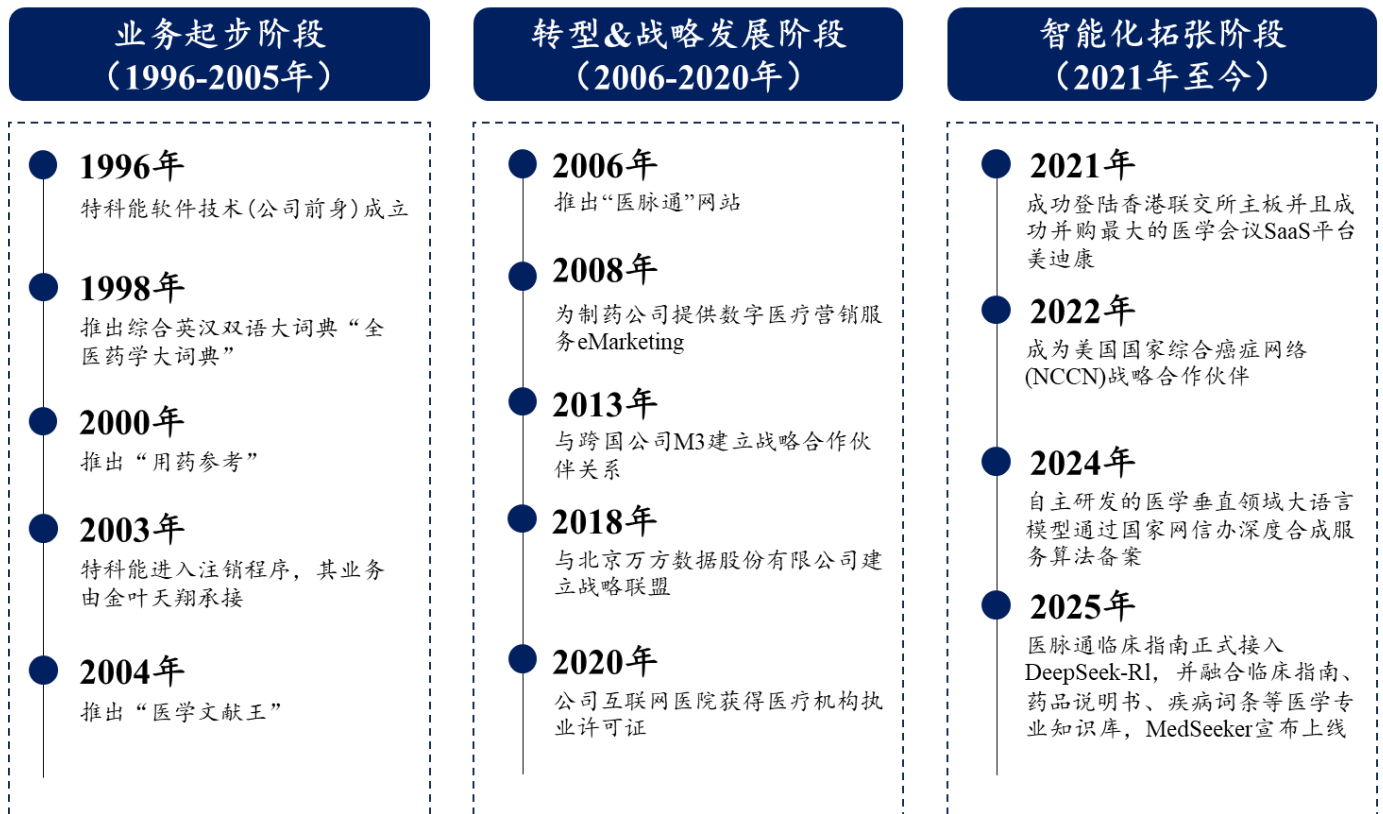 业务起步阶段
（1996-2005年）
1996年
特科能软件技术(公司前身)成立
1998年
推出综合英汉双语大词典“全
医药学大词典”
2000年
推出“用药参考”
2003年
特科能进入注销程序，其业务
由金叶天翔承接
2004年
推出“医学文献王”
转型&战略发展阶段
（2006-2020年）
2006年
推出“医脉通”网站
2008年
为制药公司提供数字医疗营销服
务eMarketing
2013年
与跨国公司M3建立战略合作伙
伴关系
2018年
与北京万方数据股份有限公司建
立战略联盟
2020年
公司互联网医院获得医疗机构执
业许可证
智能化拓张阶段
（2021年至今）
2021年
成功登陆香港联交所主板并且成
功并购最大的医学会议SaaS平台
美迪康
2022年
成为美国国家综合癌症网络
(NCCN)战略合作伙伴
2024年
自主研发的医学垂直领域大语言
模型通过国家网信办深度合成服
务算法备案
2025年
医脉通临床指南正式接入
DeepSeek-Rl，并融合临床指南、
药品说明书、疾病词条等医学专
业知识库，MedSeeker宣布上线